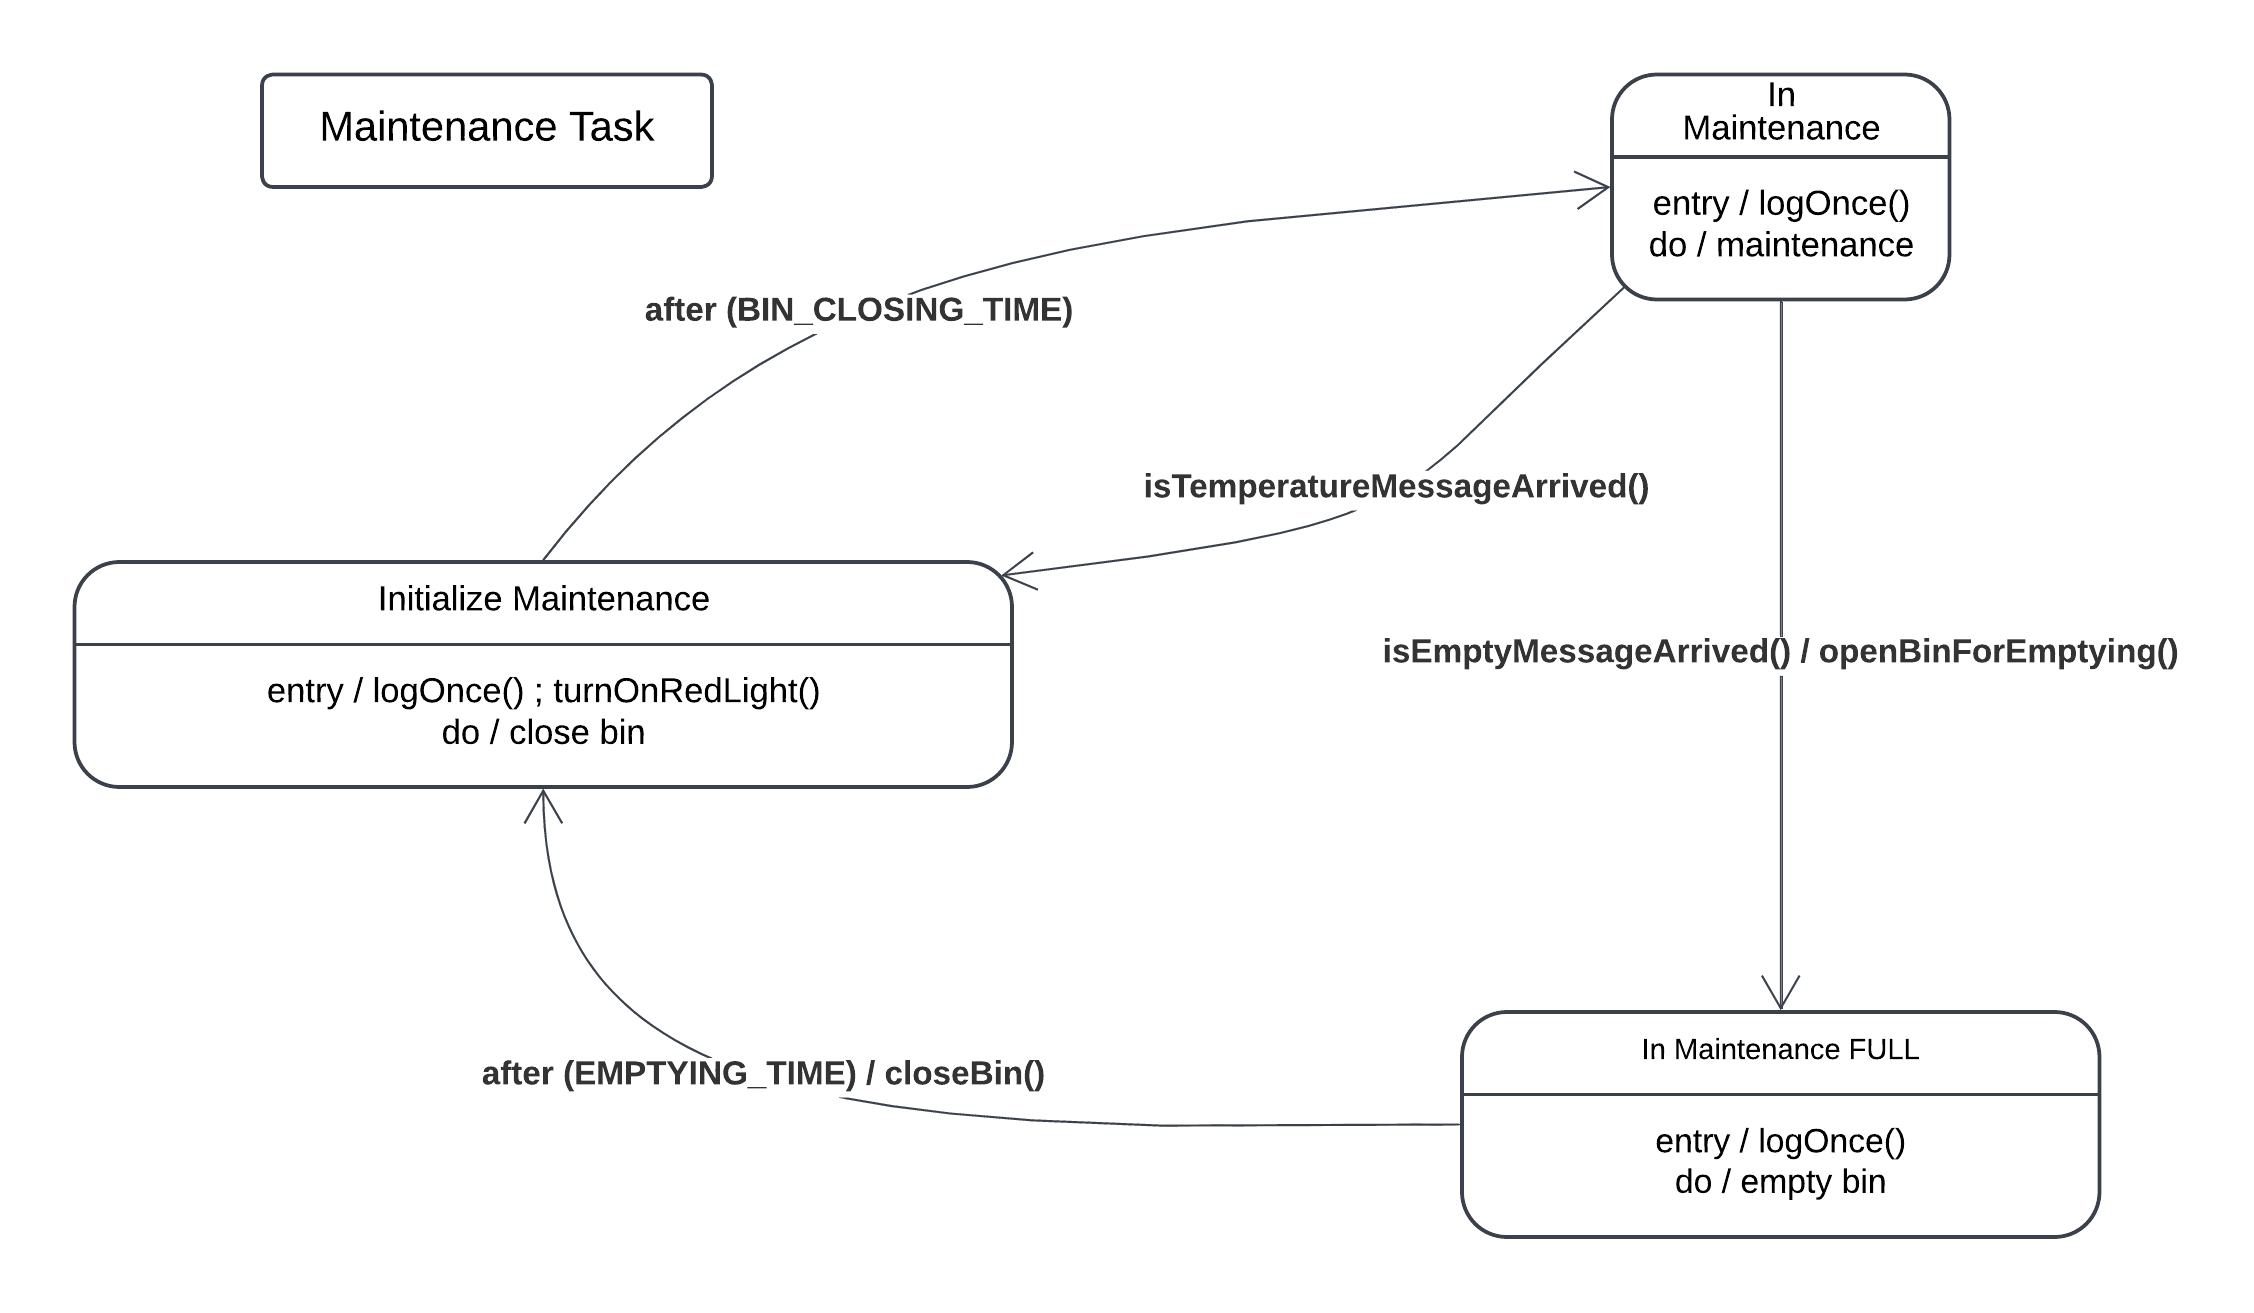 Maintenance Task
In
Maintenance
entry / logOnce()
do / maintenance
after (BIN_CLOSING_TIME)
isTemperatureMessageArrived()
Initialize Maintenance
entry / logOnce() ; turnOnRedLight()
do / close bin
isEmptyMessageArrived() / openBinForEmptying()
In Maintenance FULL
entry / logOnce()
do / empty bin
after (EMPTYING_TIME) / closeBin()